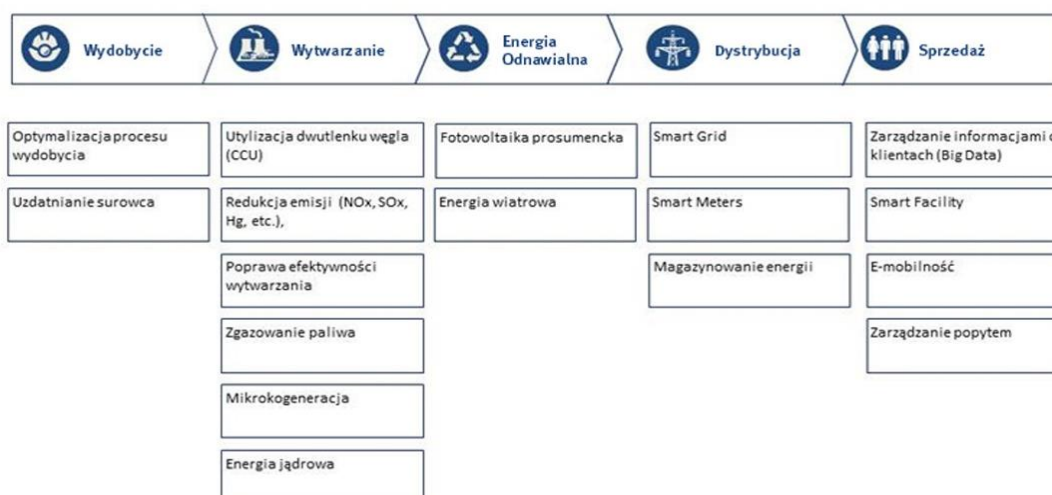 Wydobycie
Wytwarzanie
Energia
Odnawialna
Dystrybucja
Sprzedaż
Optymalizacja procesu
wydobycia
Uzdatnianie surowca
Utylizacja dwutlenku węgla
(CCU)
Redukcja emisji (NOx, SOx,
Hg, etc.),
Poprawa efektywności
wytwarzania
Zgazowanie paliwa
Mikrokogeneracja
Energia jądrowa
Fotowoltaika prosumencka
Energia wiatrowa
Smart Grid
Smart Meters
Magazynowanie energii
Zarządzanie informacjami
klientach (Big Data)
Smart Facility
E-mobilność
Zarządzanie popytem